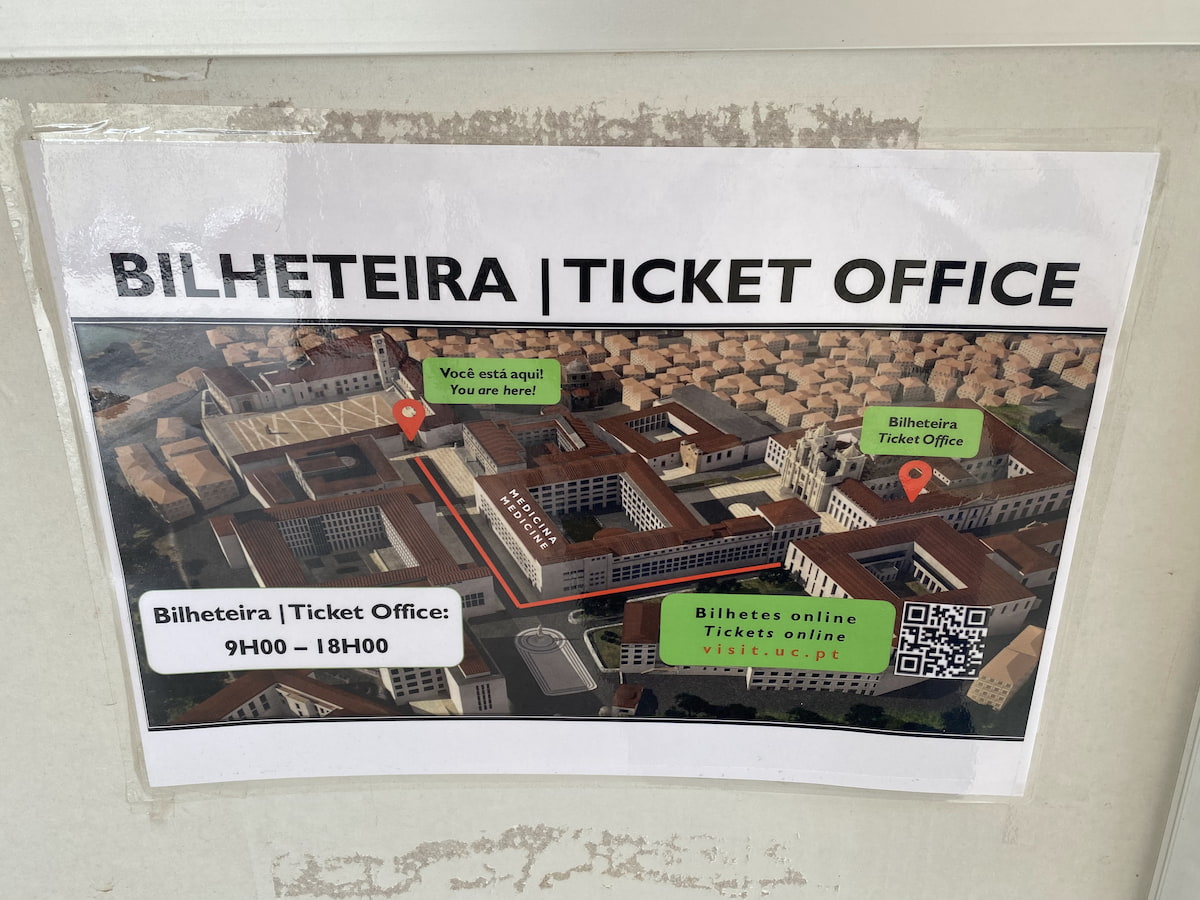 BILHETEIRA | TICKET OFFICE
Você está aqui!
You are here!
Bilheteira
Ticket Office
MEDICINA
MEDICINE
Bilheteira | Ticket Office:
9H00 – 18H00
Bilhetes online
Tickets online
visit.uc.pt